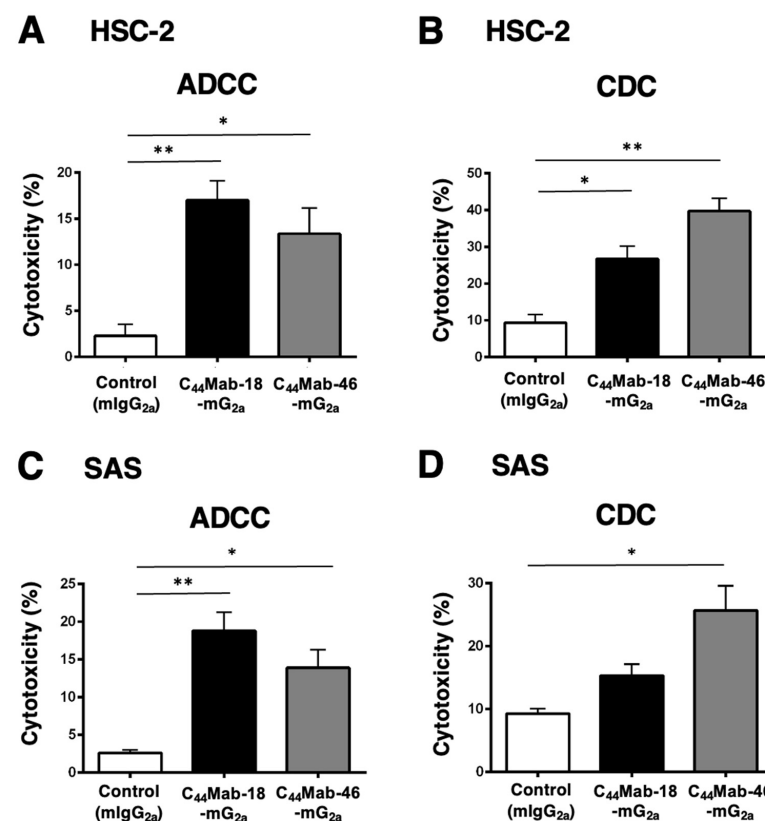 A HSC-2
ADCC
*
**
Cytotoxicity (%)
20
15
10
5
0
Control
(mIgG2a)
C44Mab-18
-mG2a
C44Mab-46
-mG2a
B HSC-2
CDC
**
*
Cytotoxicity (%)
50
40
30
20
10
0
Control
(mIgG2a)
C44Mab-18
-mG2a
C44Mab-46
-mG2a
C SAS
ADCC
*
**
Cytotoxicity (%)
25
20
15
10
5
0
Control
(mIgG2a)
C44Mab-18
-mG2a
C44Mab-46
-mG2a
D SAS
CDC
*
Cytotoxicity (%)
30
20
10
0
Control
(mIgG2a)
C44Mab-18
-mG2a
C44Mab-46
-mG2a